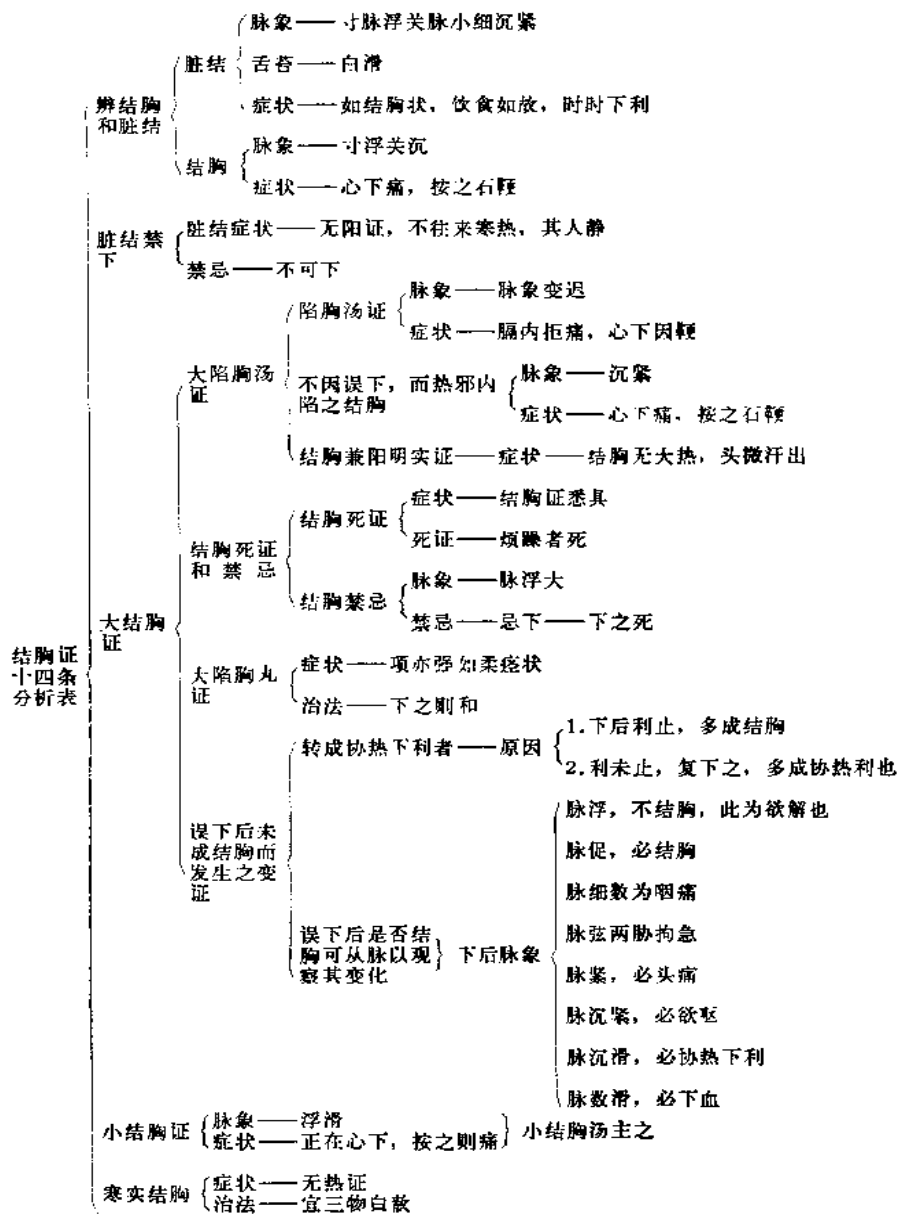 脉象——寸脉浮关脉小细沉紧
脏结
舌苔——白滑
辨结胸
和脏结
症状——如结胸状，饮食如故，时时下利
脉象——寸浮关沉
结胸
症状——心下痛，按之石鞕
脏结禁
下
脏结症状——无阳证，不往来寒热，其人静
禁忌——不可下
陷胸汤证
脉象——脉象变迟
症状——膈内拒痛，心下因鞕
大陷胸汤
证
不因误下，而热邪内
陷之结胸
脉象——沉紧
症状——心下痛，按之石鞕
结胸兼阳明实证——症状——结胸无大热，头微汗出
结胸死证
症状——结胸证悉具
死证——烦躁者死
结胸死证
和禁忌
结胸禁忌
脉象——脉浮大
禁忌——忌下——下之死
大结胸
证
结胸证
十四条
分析表
大陷胸丸
证
症状——项亦强如柔痉状
治法——下之则和
转成协热下利者——原因
1.下后利止，多成结胸
2.利未止，复下之，多成协热利也
误下后未
成结胸而
发生之变
证
误下后是否结
胸可从脉以观
察其变化
下后脉象
脉浮，不结胸，此为欲解也
脉促，必结胸
脉细数为咽痛
脉弦两胁拘急
脉紧，必头痛
脉沉紧，必欲呕
脉沉滑，必协热下利
脉数滑，必下血
小结胸证
脉象——浮滑
症状——正在心下，按之则痛
小结胸汤主之
寒实结胸
症状——无热证
治法——宜三物白散